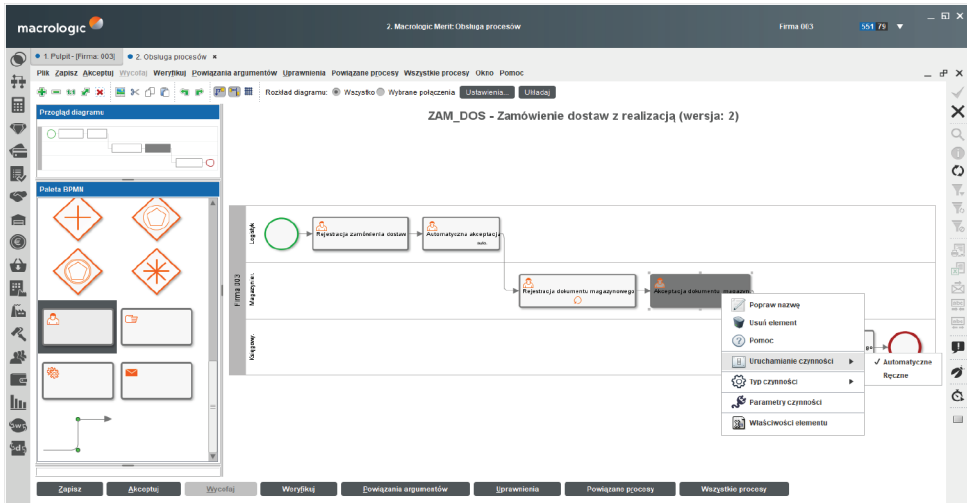 macrologic
2. Macrologic Merit: Obsługa procesów
Firma 003
551 79
1. Pulpit - [Firma: 003]
2. Obsługa procesów
Plik Zapisz Akceptuj Wycofaj Weryfikuj Powiązania argumentów Uprawnienia Powiązane procesy Wszystkie procesy Okno Pomoc
Rozkład diagramu: Wszystko Wybrane połączenia Ustawienia... Układaj
Przegląd diagramu
ZAM_DOS - Zamówienie dostaw z realizacją (wersja: 2)
Paleta BPMN
Firma 003
Logistyk
Rejestracja zamówienia dostaw
Automatyczna akceptacja
auto.
Magazynier.
Rejestracja dokumentu magazynowego
Akceptacja dokumentu magazyn
Księgowy.
go
Popraw nazwę
Usuń element
Pomoc
Uruchamianie czynności
Automatyczne
Ręczne
Typ czynności
Parametry czynności
Właściwości elementu
SWS
Sdc
Zapisz Akceptuj Wycofaj Weryfikuj Powiązania argumentów Uprawnienia Powiązane procesy Wszystkie procesy